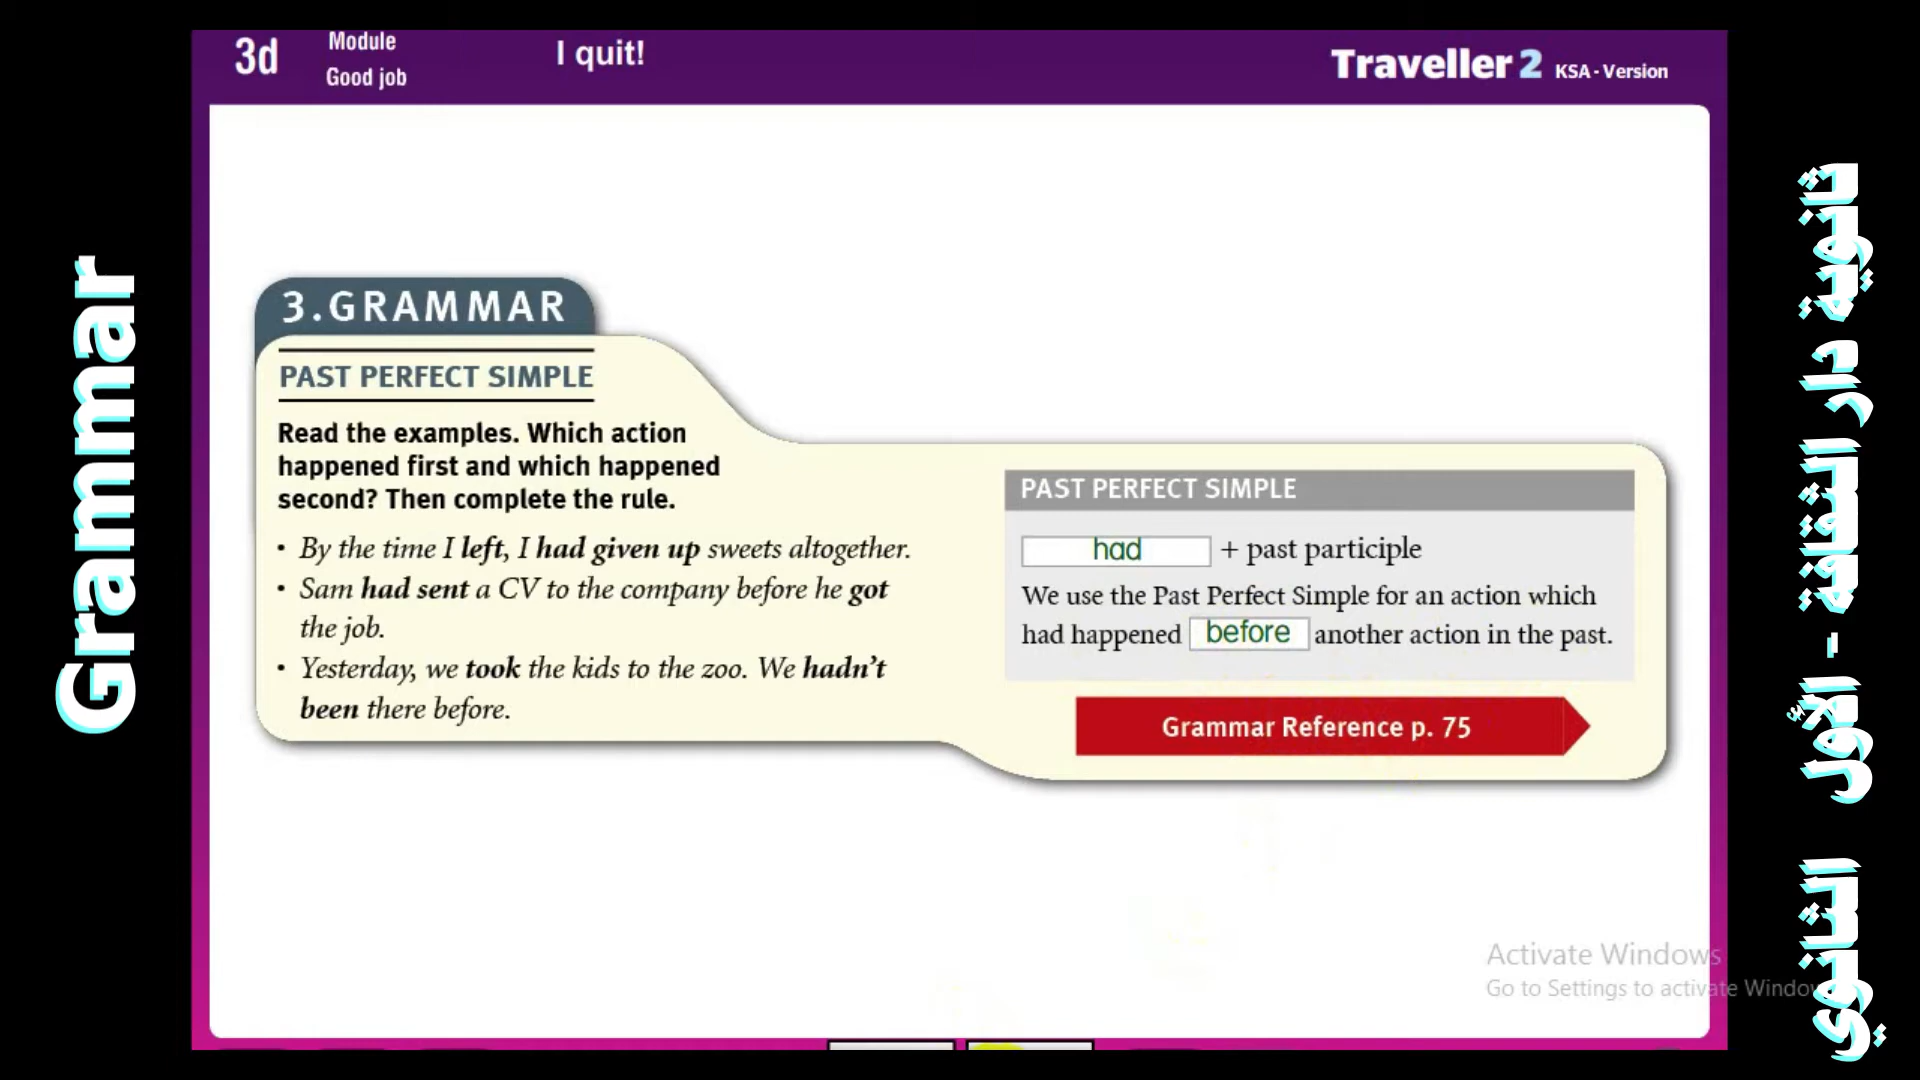 3d
Module
Good job
I quit!
Traveller 2 KSA - Version
Grammar
3.GRAMMAR
PAST PERFECT SIMPLE
Read the examples. Which action
happened first and which happened
second? Then complete the rule.
• By the time I left, I had given up sweets altogether.
• Sam had sent a CV to the company before he got
the job.
• Yesterday, we took the kids to the zoo. We hadn't
been there before.
PAST PERFECT SIMPLE
had + past participle
We use the Past Perfect Simple for an action which
had happened before another action in the past.
Grammar Reference p. 75
ثانوية دار الثقافة - الأول الثانوي
Activate Windows
Go to Settings to activate Windo